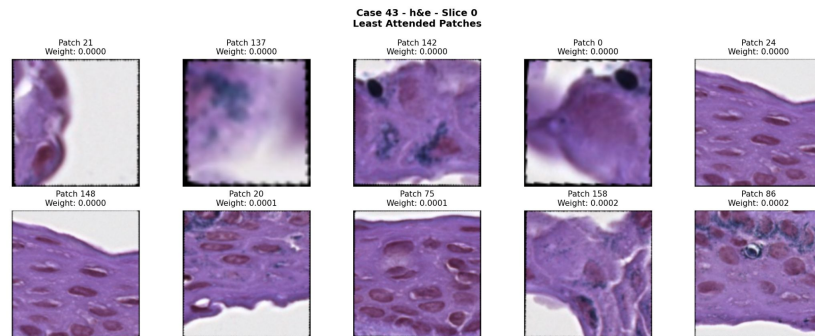 Case 43 - h&e - Slice 0
Least Attended Patches
Patch 21
Weight: 0.0000
Patch 137
Weight: 0.0000
Patch 142
Weight: 0.0000
Patch 0
Weight: 0.0000
Patch 24
Weight: 0.0000
Patch 148
Weight: 0.0000
Patch 20
Weight: 0.0001
Patch 75
Weight: 0.0001
Patch 158
Weight: 0.0002
Patch 86
Weight: 0.0002